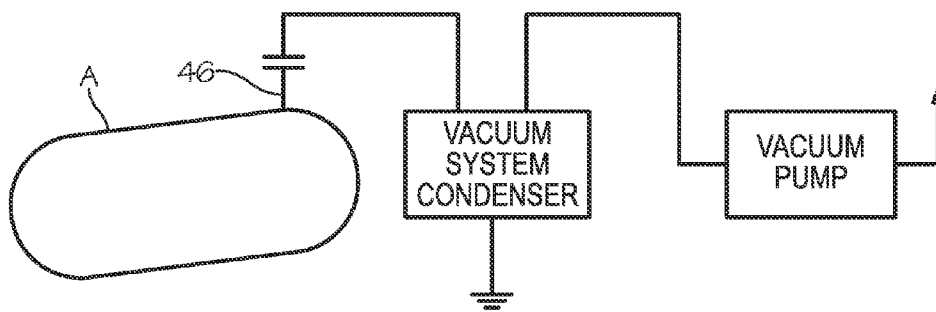 A
46
VACUUM
SYSTEM
CONDENSER
VACUUM
PUMP